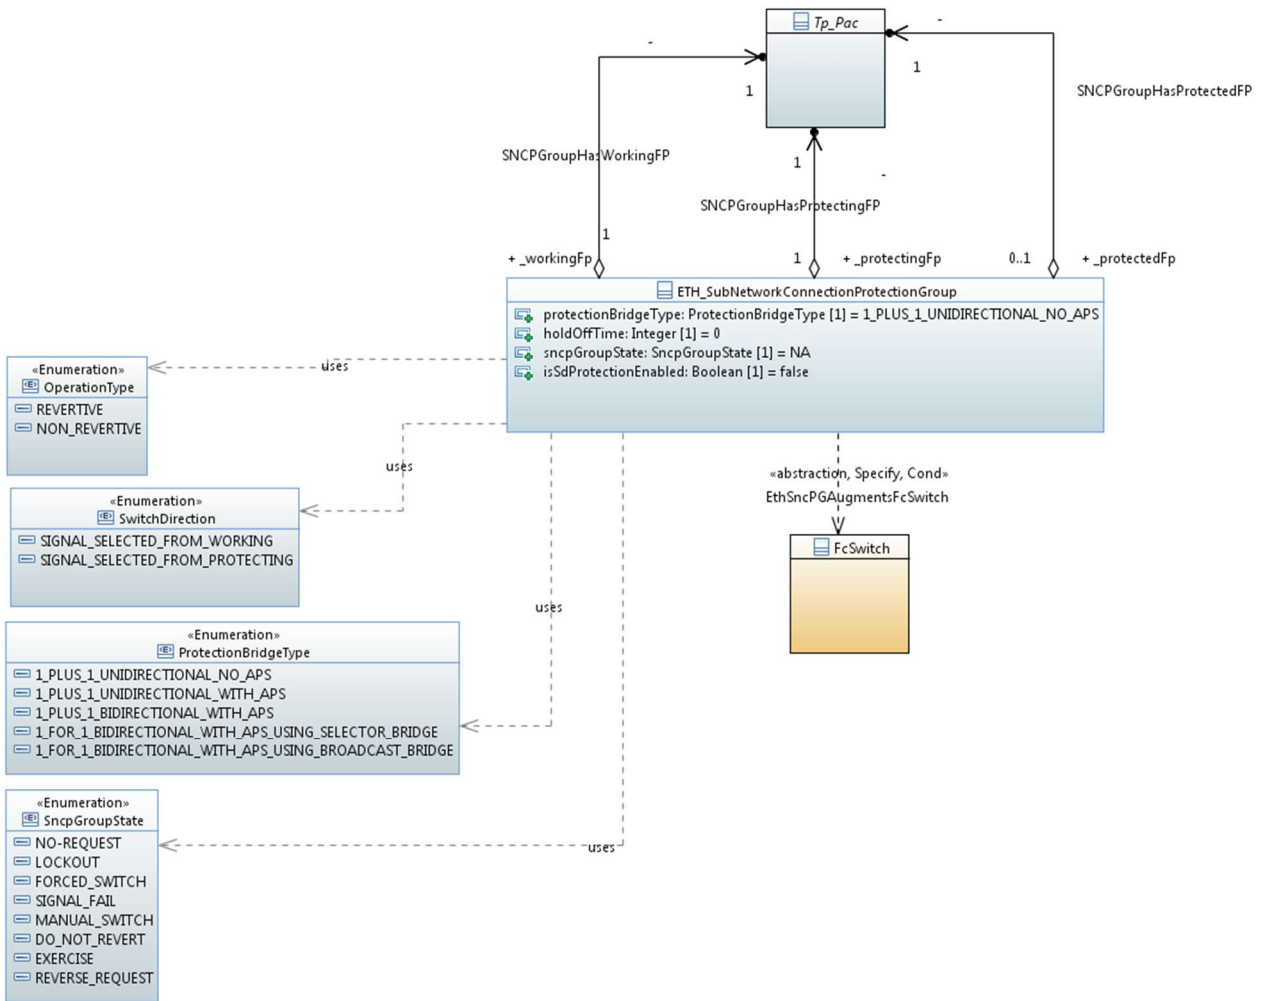 Tp_Pac
-
-
1
1
SNCPGroupHasProtectedFP
SNCPGroupHasWorkingFP
1
-
SNCPGroupHasProtectingFP
1
+ _workingFp
1
+ _protectingFp
0..1
+ _protectedFp
ETH_SubNetworkConnectionProtectionGroup
protectionBridgeType: ProtectionBridgeType [1] = 1_PLUS_1_UNIDIRECTIONAL_NO_APS
holdOffTime: Integer [1] = 0
sncpGroupState: SncpGroupState [1] = NA
isSdProtectionEnabled: Boolean [1] = false
uses
«Enumeration»
OperationType
REVERTIVE
NON_REVERTIVE
uses
«Enumeration»
SwitchDirection
SIGNAL_SELECTED_FROM_WORKING
SIGNAL_SELECTED_FROM_PROTECTING
«abstraction, Specify, Cond»
EthSncPGAugmentsFcSwitch
FcSwitch
uses
«Enumeration»
ProtectionBridgeType
1_PLUS_1_UNIDIRECTIONAL_NO_APS
1_PLUS_1_UNIDIRECTIONAL_WITH_APS
1_PLUS_1_BIDIRECTIONAL_WITH_APS
1_FOR_1_BIDIRECTIONAL_WITH_APS_USING_SELECTOR_BRIDGE
1_FOR_1_BIDIRECTIONAL_WITH_APS_USING_BROADCAST_BRIDGE
«Enumeration»
SncpGroupState
NO-REQUEST
LOCKOUT
FORCED_SWITCH
SIGNAL_FAIL
MANUAL_SWITCH
DO_NOT_REVERT
EXERCISE
REVERSE_REQUEST
uses